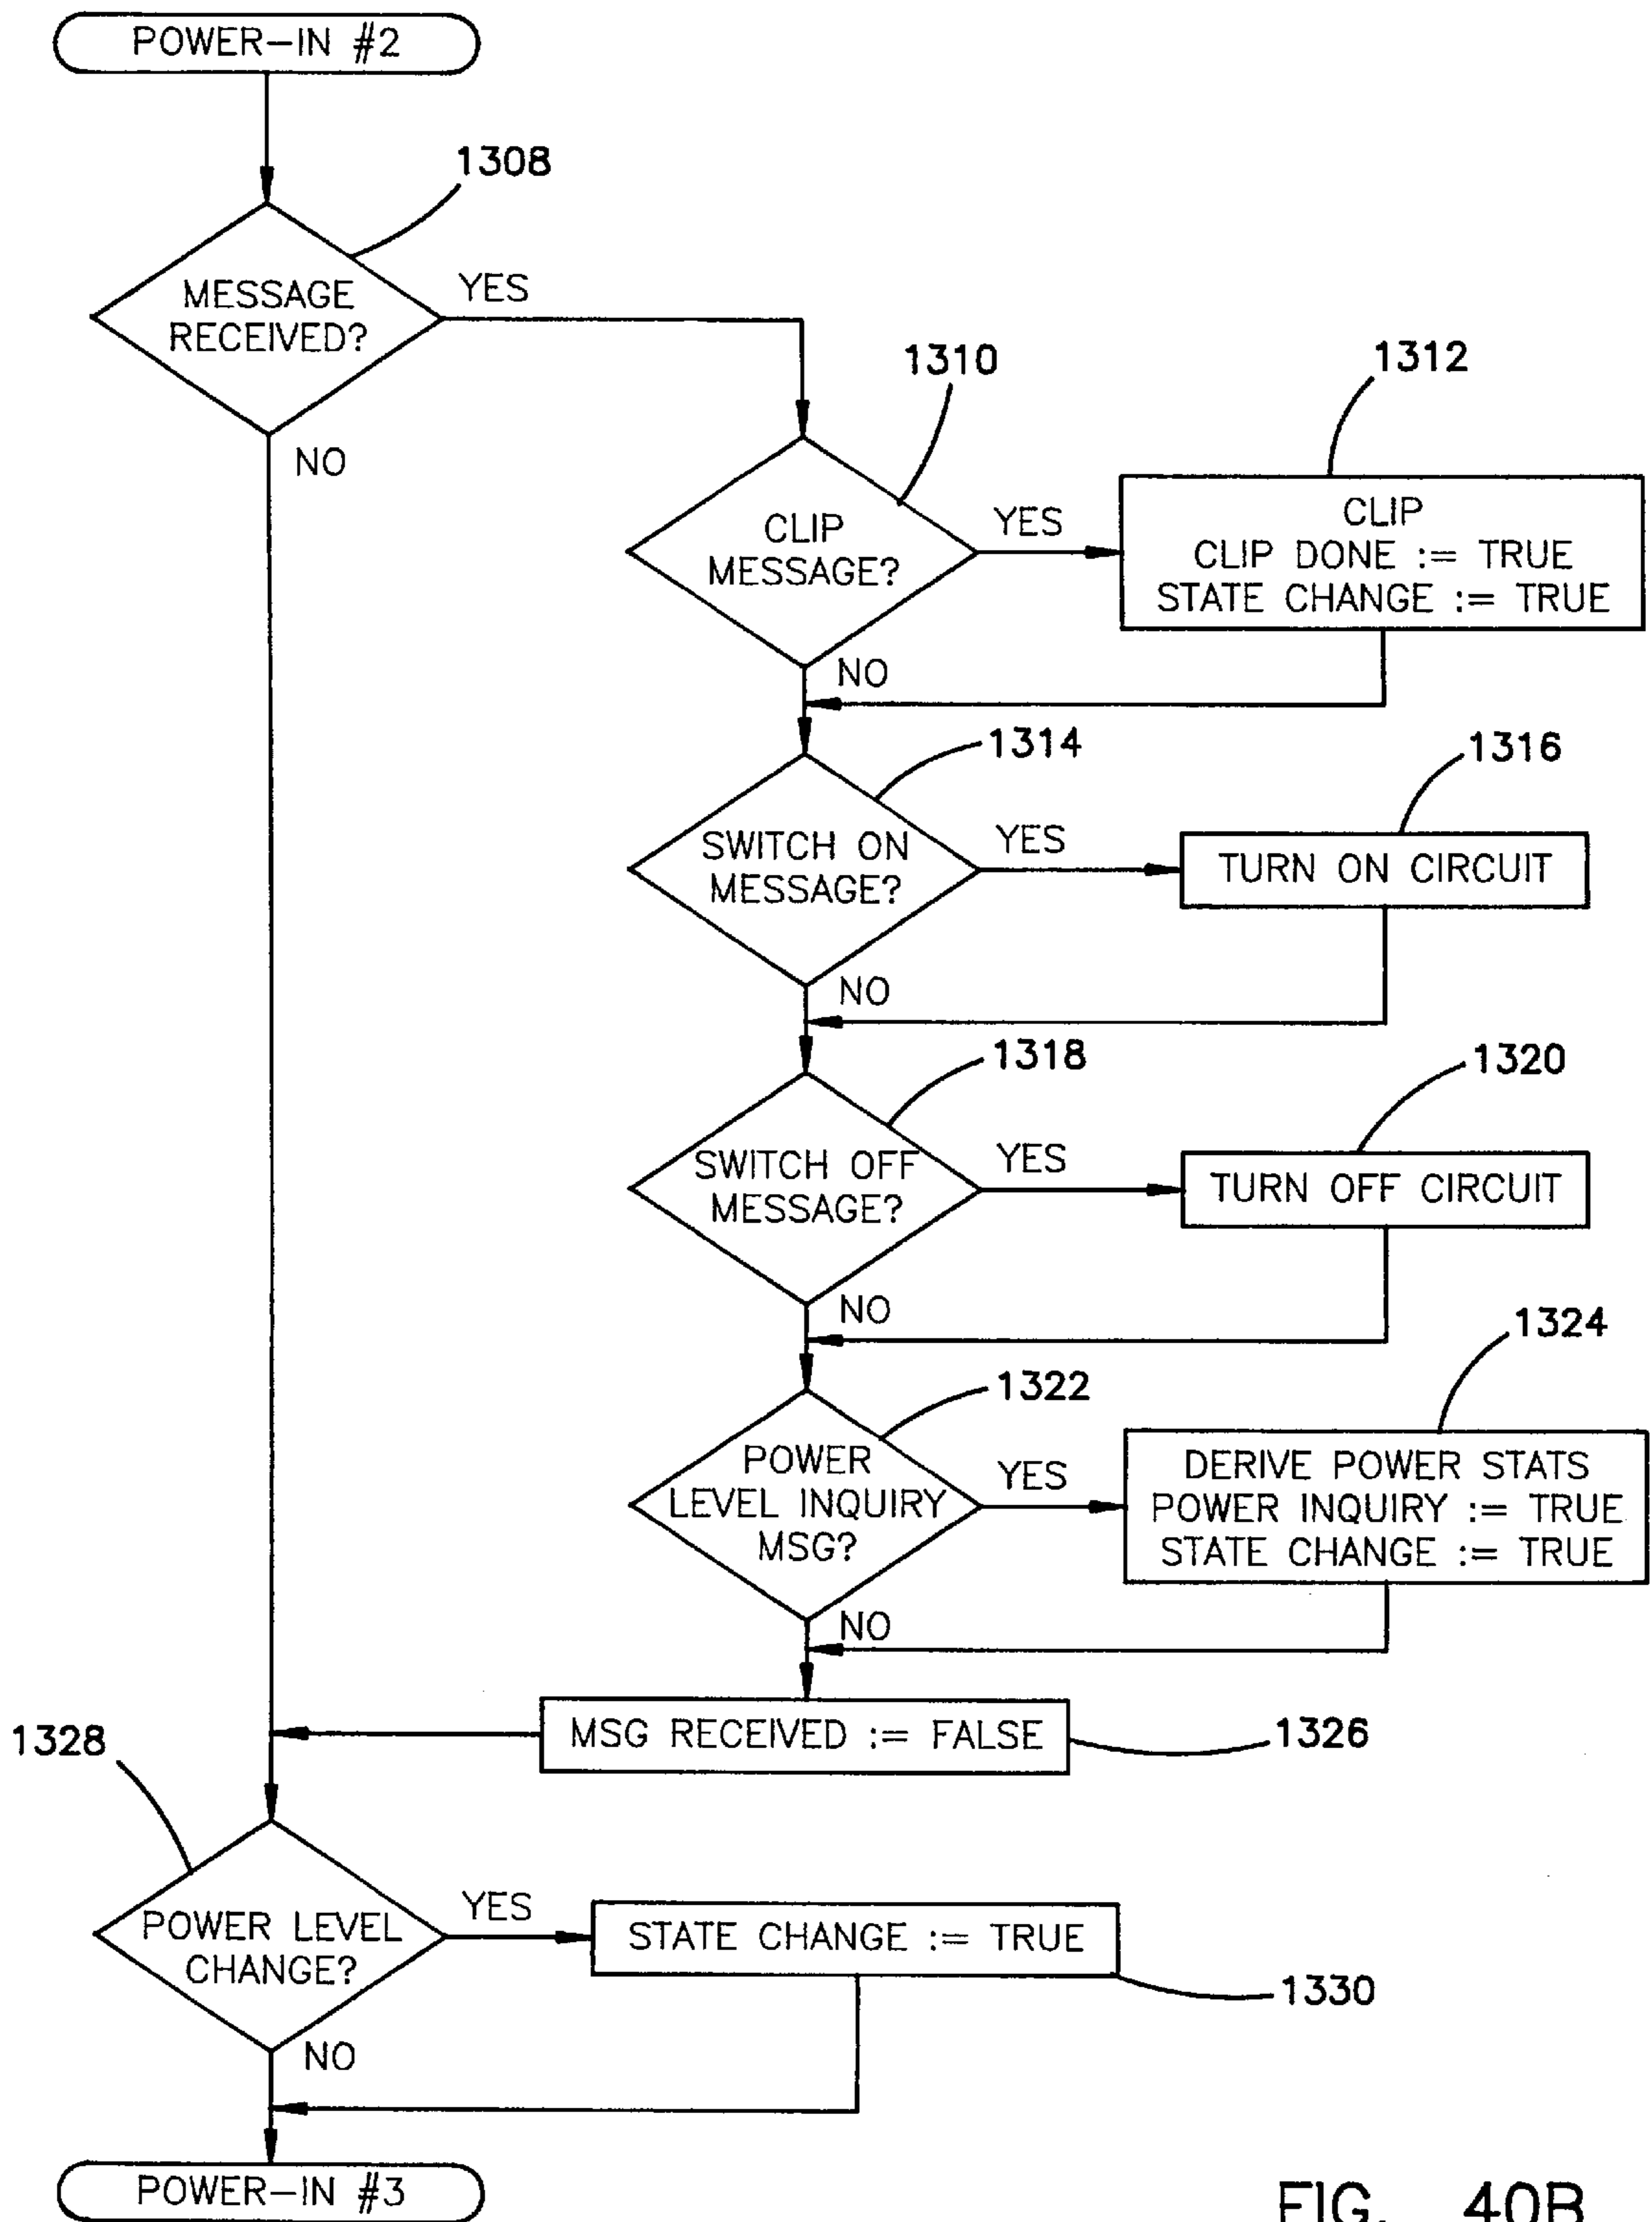 POWER-IN #2
1308
MESSAGE
RECEIVED?
YES
NO
1310
CLIP
MESSAGE?
YES
NO
1312
CLIP
CLIP DONE := TRUE
STATE CHANGE := TRUE
1314
SWITCH ON
MESSAGE?
YES
NO
1316
TURN ON CIRCUIT
1318
SWITCH OFF
MESSAGE?
YES
NO
1320
TURN OFF CIRCUIT
1322
POWER
LEVEL INQUIRY
MSG?
YES
NO
1324
DERIVE POWER STATS
POWER INQUIRY := TRUE
STATE CHANGE := TRUE
MSG RECEIVED := FALSE
1326
1328
POWER LEVEL
CHANGE?
YES
NO
STATE CHANGE := TRUE
1330
POWER-IN #3
FIG. 40B